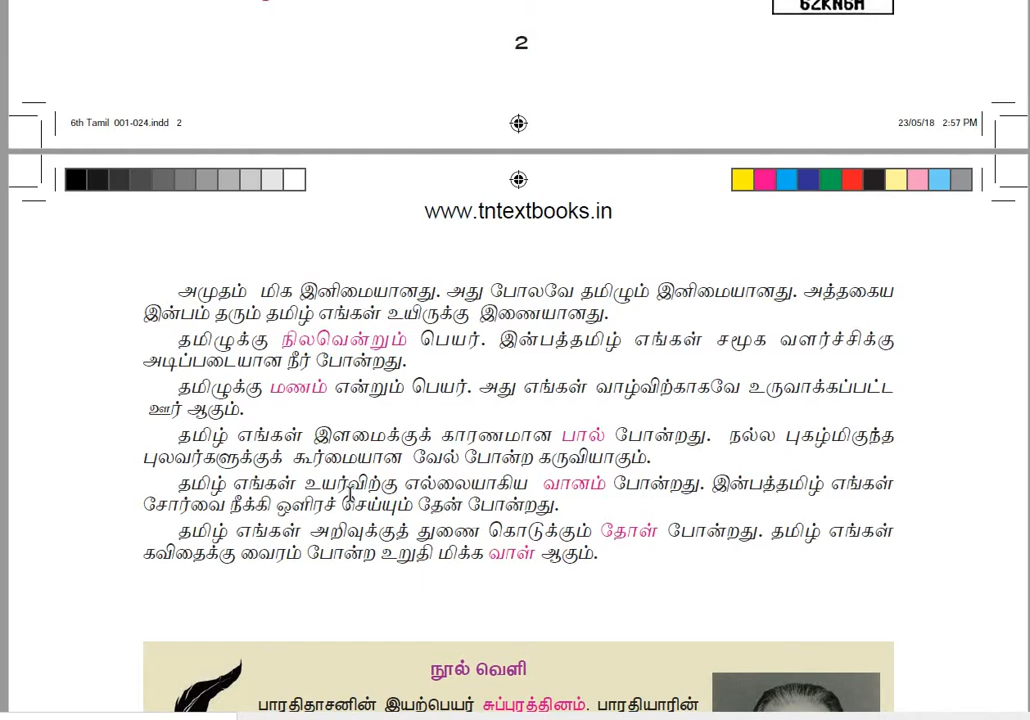 62KN6M
2
6th Tamil 001-024.indd 2
23/05/18 2:57 PM
www.tntextbooks.in
அமுதம் மிக இனிமையானது. அது போலவே தமிழும் இனிமையானது. அத்தகைய
இன்பம் தரும் தமிழ் எங்கள் உயிருக்கு இணையானது.
தமிழுக்கு நிலவென்றும் பெயர். இன்பத்தமிழ் எங்கள் சமூக வளர்ச்சிக்கு
அடிப்படையான நீர் போன்றது.
தமிழுக்கு மணம் என்றும் பெயர். அது எங்கள் வாழ்விற்காகவே உருவாக்கப்பட்ட
ஊர் ஆகும்.
தமிழ் எங்கள் இளமைக்குக் காரணமான பால் போன்றது. நல்ல புகழ்மிகுந்த
புலவர்களுக்குக் கூர்மையான வேல் போன்ற கருவியாகும்.
தமிழ் எங்கள் உயர்விற்கு எல்லையாகிய வானம் போன்றது. இன்பத்தமிழ் எங்கள்
சோர்வை நீக்கி ஒளிரச் செய்யும் தேன் போன்றது.
தமிழ் எங்கள் அறிவுக்குத் துணை கொடுக்கும் தோள் போன்றது. தமிழ் எங்கள்
கவிதைக்கு வைரம் போன்ற உறுதி மிக்க வாள் ஆகும்.
நூல் வெளி
பாரதிதாசனின் இயற்பெயர் சுப்புரத்தினம். பாரதியாரின்